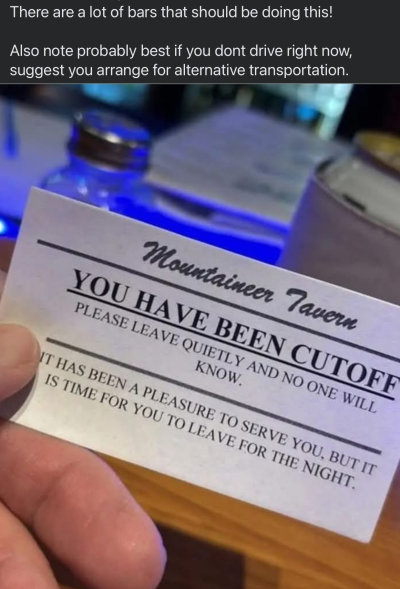 There are a lot of bars that should be doing this!
Also note probably best if you dont drive right now,
suggest you arrange for alternative transportation.
Mountaineer Tavern
YOU HAVE BEEN CUTOFF
PLEASE LEAVE QUIETLY AND NO ONE WILL
KNOW.
IT HAS BEEN A PLEASURE TO SERVE YOU, BUT IT
IS TIME FOR YOU TO LEAVE FOR THE NIGHT.